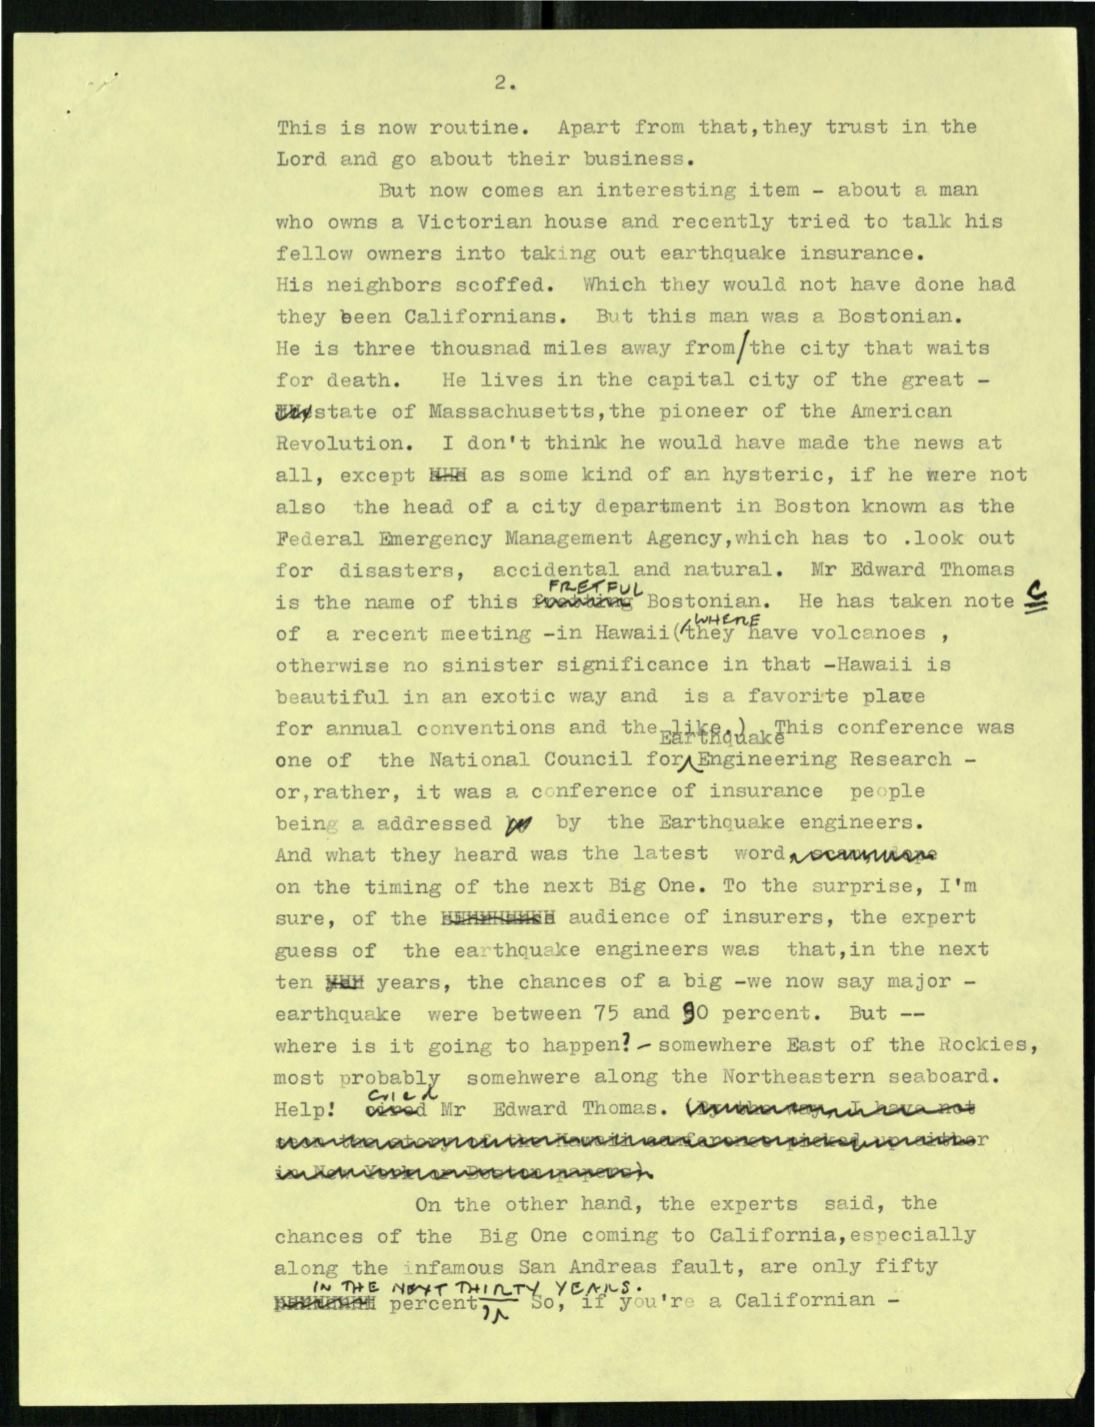 2.
This is now routine.  Apart from that,they trust in the
Lord and go about their business.
But now comes an interesting item - about a man
who owns a Victorian house and recently tried to talk his
fellow owners into taking out earthquake insurance.
His neighbors scoffed.  Which they would not have done had
they been Californians.  But this man was a Bostonian.
He is three thousnad miles away from/the city that waits
for death.   He lives in the capital city of the great -
state of Massachusetts,the pioneer of the American
Revolution.  I don't think he would have made the news at
all, except as some kind of an hysteric, if he were not
also  the head of a city department in Boston known as the
Federal Emergency Management Agency,which has to .look out
for  disasters,  accidental and natural.  Mr Edward Thomas
FRETFUL
is the name of this Bostonian.  He has taken note C
WHERE
of  a recent meeting -in Hawaii(they have volcanoes ,
otherwise no sinister significance in that -Hawaii is
beautiful in an exotic way and  is a favorite place
for annual conventions and the like.)  This conference was
Earthquake
one of  the National Council for Engineering Research -
or,rather, it was a conference of insurance  people
being a addressed by  the Earthquake engineers.
And what they heard was the latest  word
on the timing of the next Big One. To the surprise, I'm
sure, of the audience of insurers, the expert
guess of  the earthquake engineers was  that,in the next
ten years, the chances of a big -we now say major -
earthquake  were between 75 and 90 percent.  But --
where is it going to happen? - somewhere East of the Rockies,
most probably  somehwere along the Northeastern seaboard.
cried
Help! Mr  Edward Thomas.
On the other hand, the experts  said, the
chances of the  Big One coming to California,especially
along the infamous San Andreas fault, are only fifty
IN THE NEXT THIRTY YEARS.
percent, So, if you're a Californian -